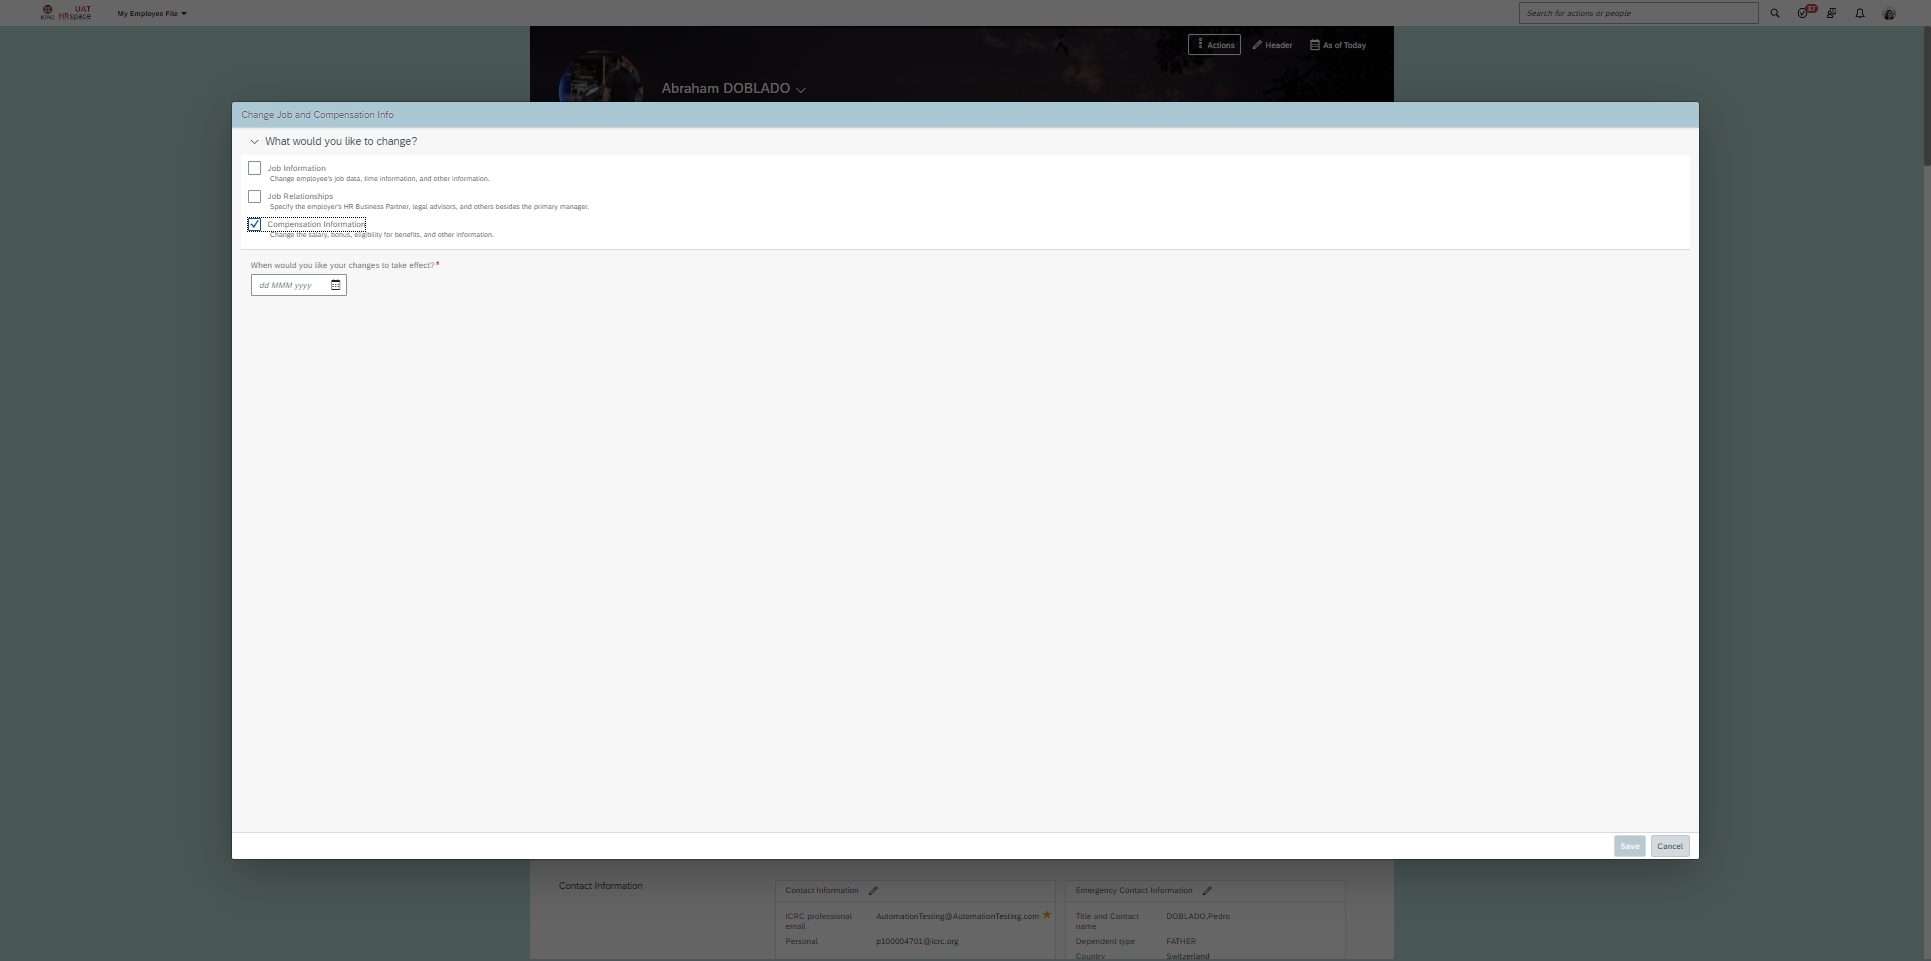 ICRC
UAT
HRspace
My Employee File
Search for actions or people
37
Actions
Header
As of Today
Abraham DOBLADO
Change Job and Compensation Info
What would you like to change?
Job Information
Change employee's job data, time information, and other information.
Job Relationships
Specify the employer's HR Business Partner, legal advisors, and others besides the primary manager.
Compensation Information
Change the salary, bonus, eligibility for benefits, and other information.
When would you like your changes to take effect?*
dd MMM yyyy
Save
Cancel
Contact Information
Contact Information
ICRC professional email
AutomationTesting@AutomationTesting.com
Personal
p100004701@icrc.org
Emergency Contact Information
Title and Contact name
DOBLADO,Pedro
Dependent type
FATHER
Country
Switzerland